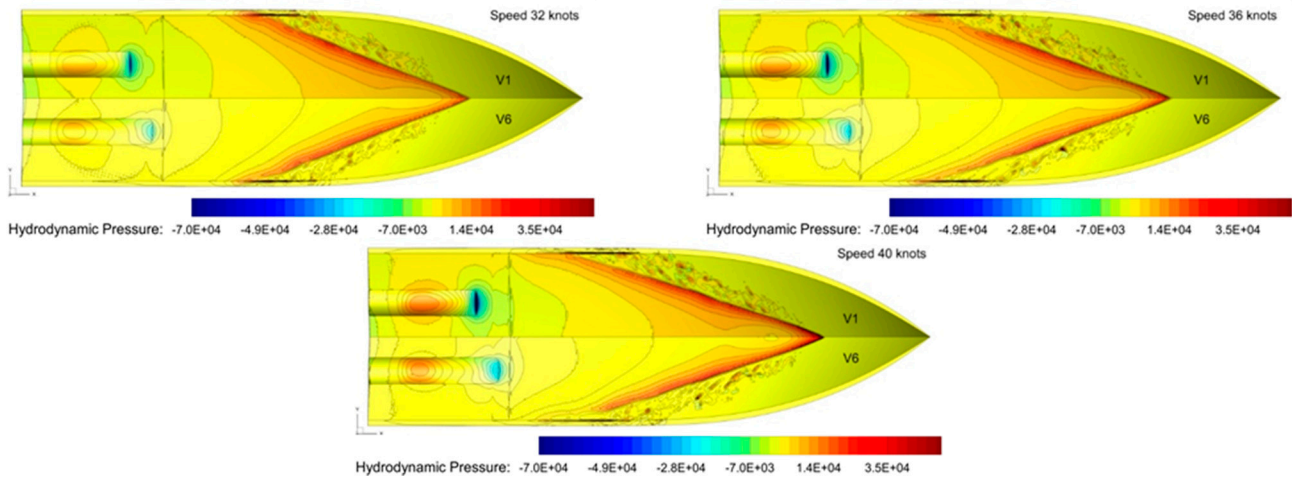 Speed 32 knots
V1
V6
Hydrodynamic Pressure: -7.0E+04 -4.9E+04 -2.8E+04 -7.0E+03 1.4E+04 3.5E+04
Speed 36 knots
V1
V6
Hydrodynamic Pressure: -7.0E+04 -4.9E+04 -2.8E+04 -7.0E+03 1.4E+04 3.5E+04
Speed 40 knots
V1
V6
Hydrodynamic Pressure: -7.0E+04 -4.9E+04 -2.8E+04 -7.0E+03 1.4E+04 3.5E+04